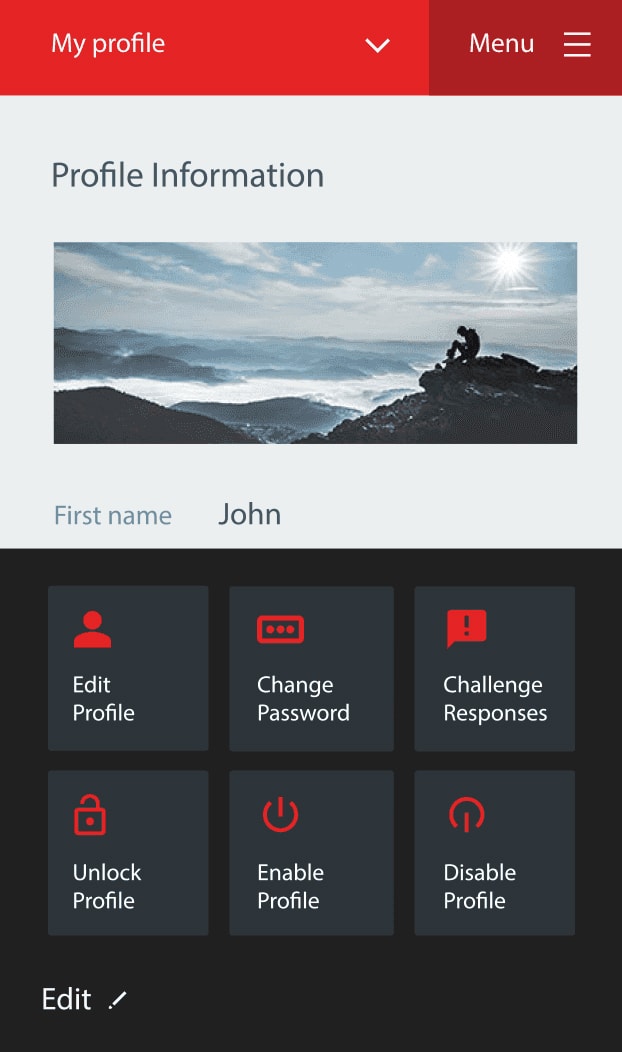 My profile
Menu
Profile Information
First name John
Edit
Profile
Change
Password
Challenge
Responses
Unlock
Profile
Enable
Profile
Disable
Profile
Edit